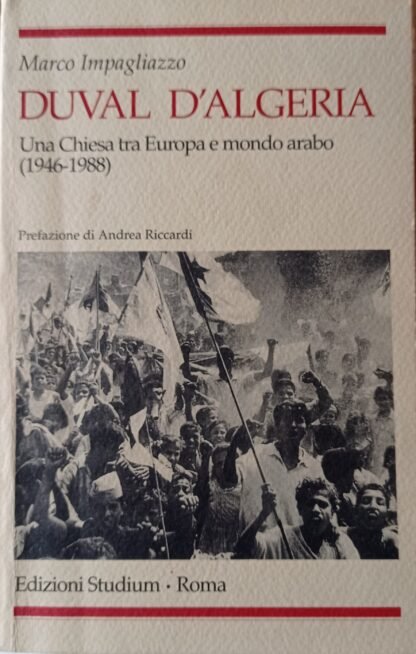 Marco Impagliazzo
DUVAL D'ALGERIA
Una Chiesa tra Europa e mondo arabo
(1946-1988)
Prefazione di Andrea Riccardi
Edizioni Studium · Roma